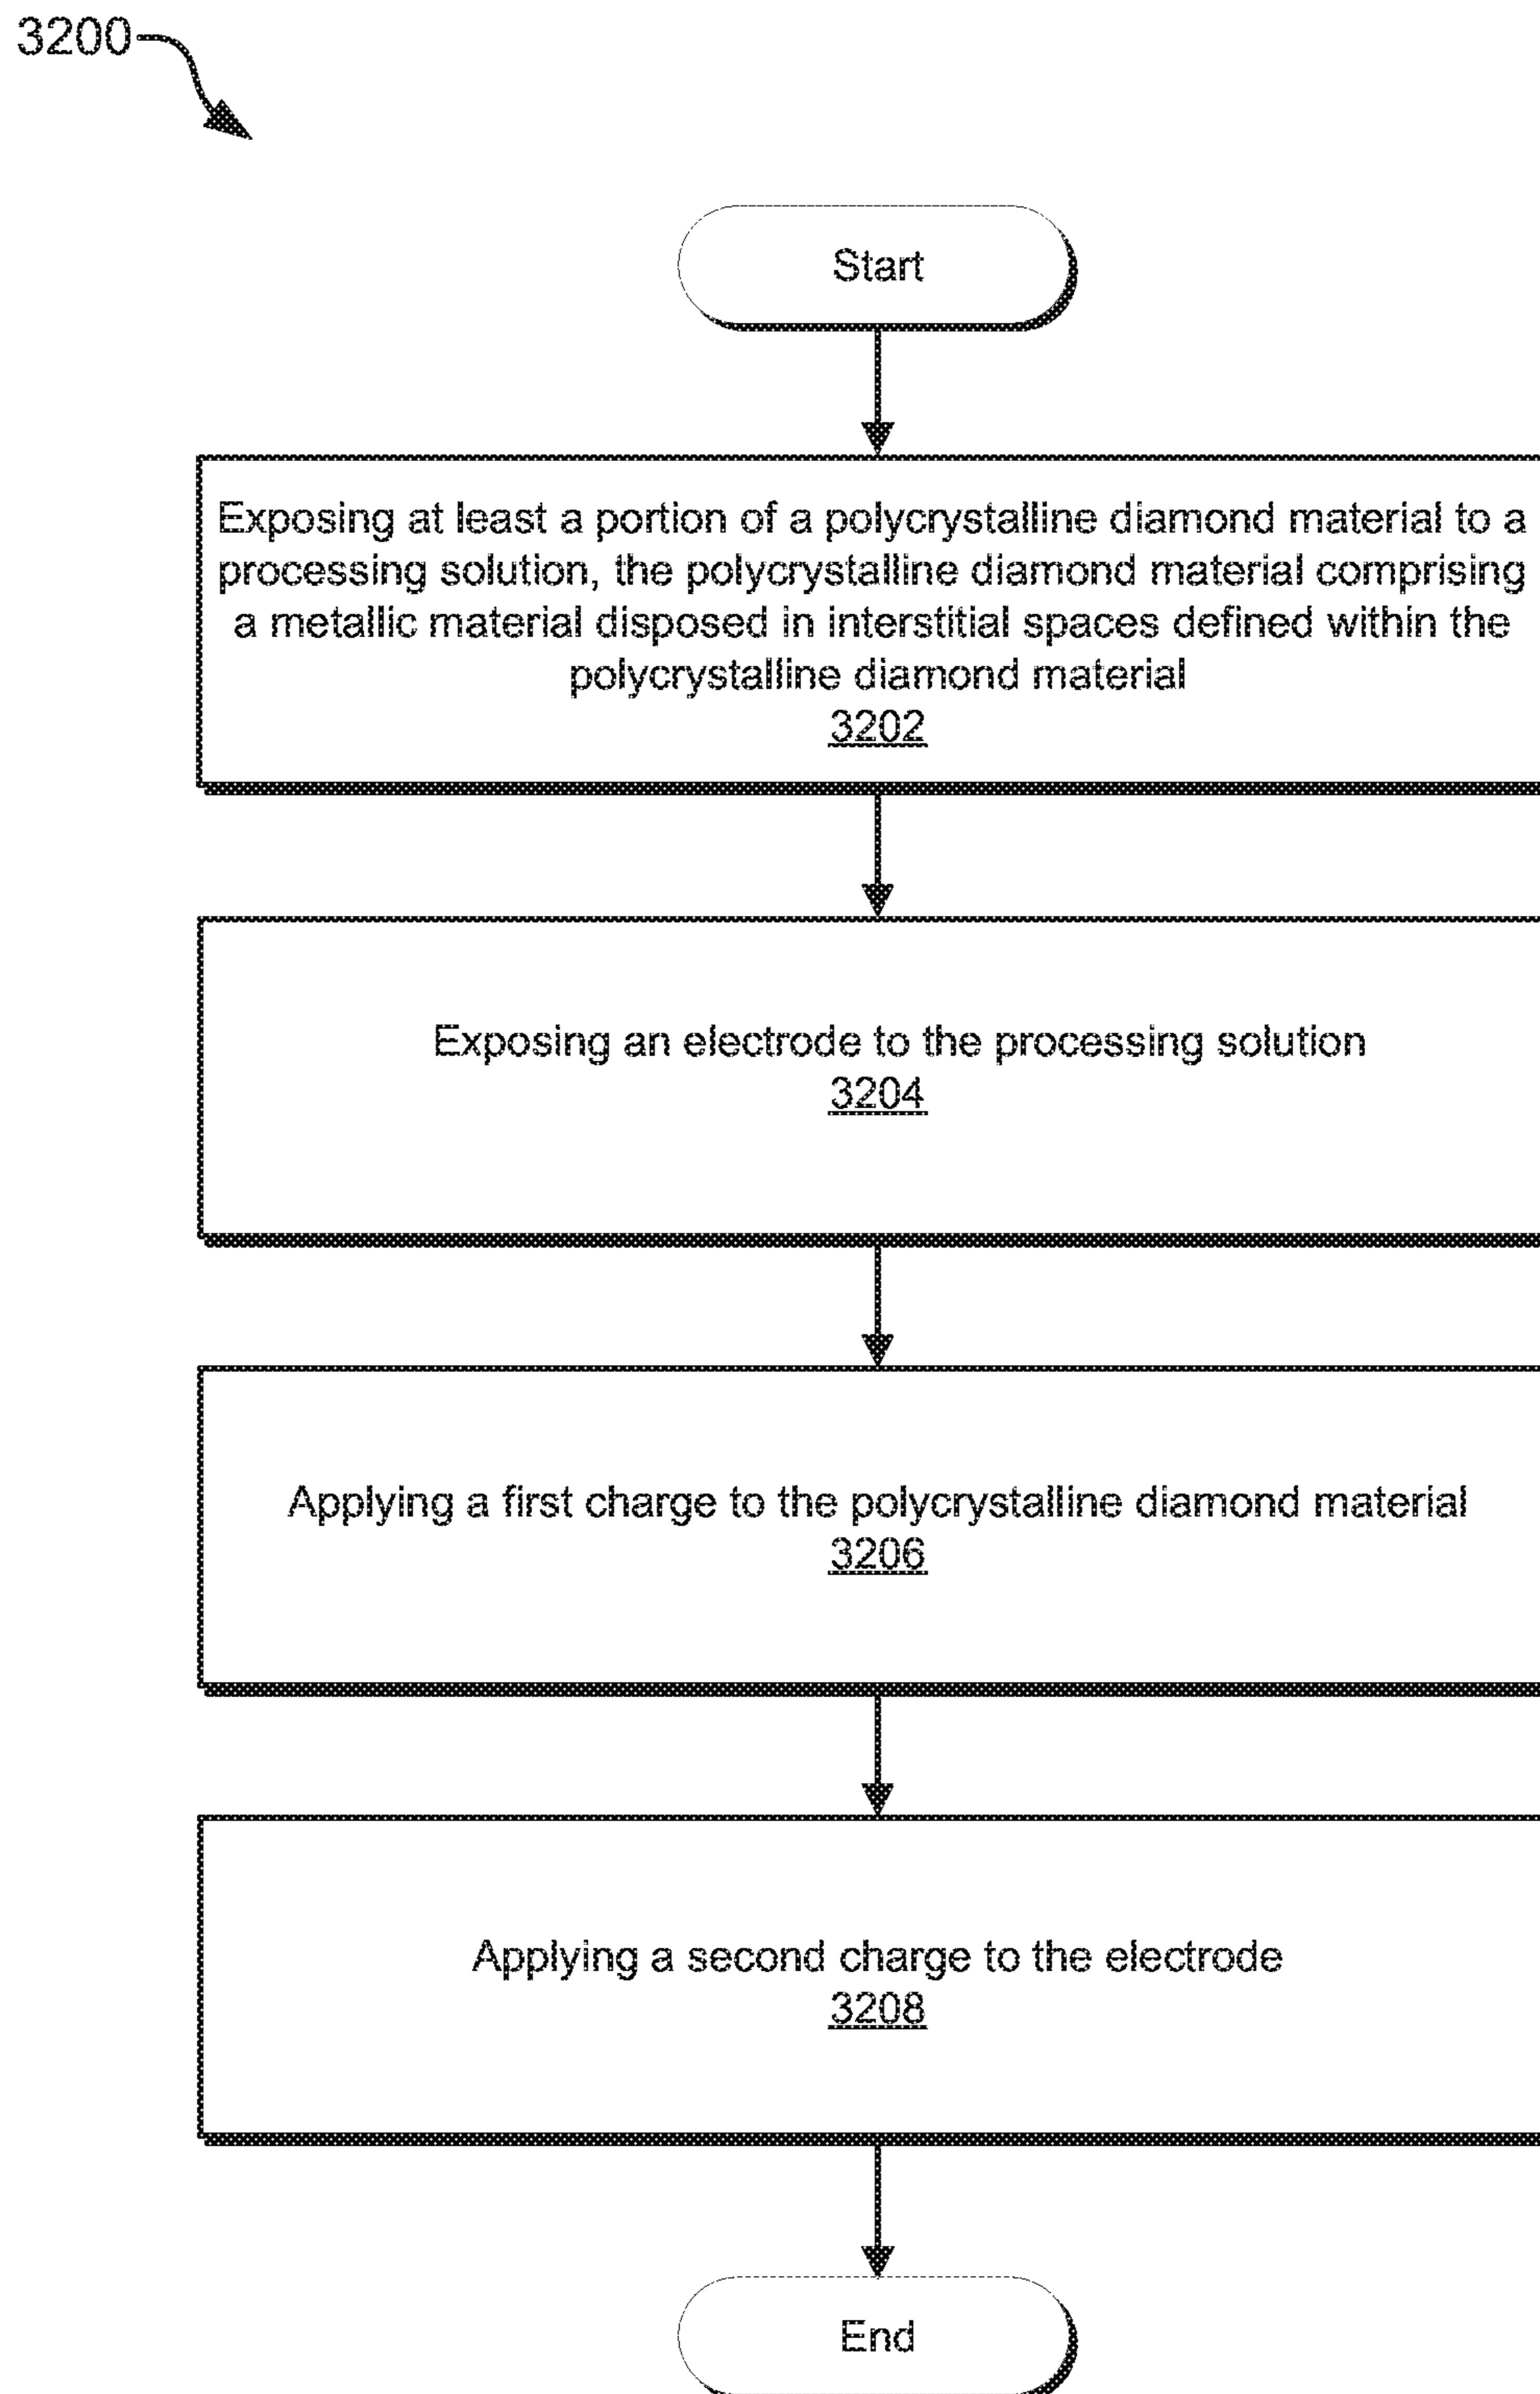 3200
Start
Exposing at least a portion of a polycrystalline diamond material to a
processing solution, the polycrystalline diamond material comprising
a metallic material disposed in interstitial spaces defined within the
polycrystalline diamond material
3202
Exposing an electrode to the processing solution
3204
Applying a first charge to the polycrystalline diamond material
3206
Applying a second charge to the electrode
3208
End